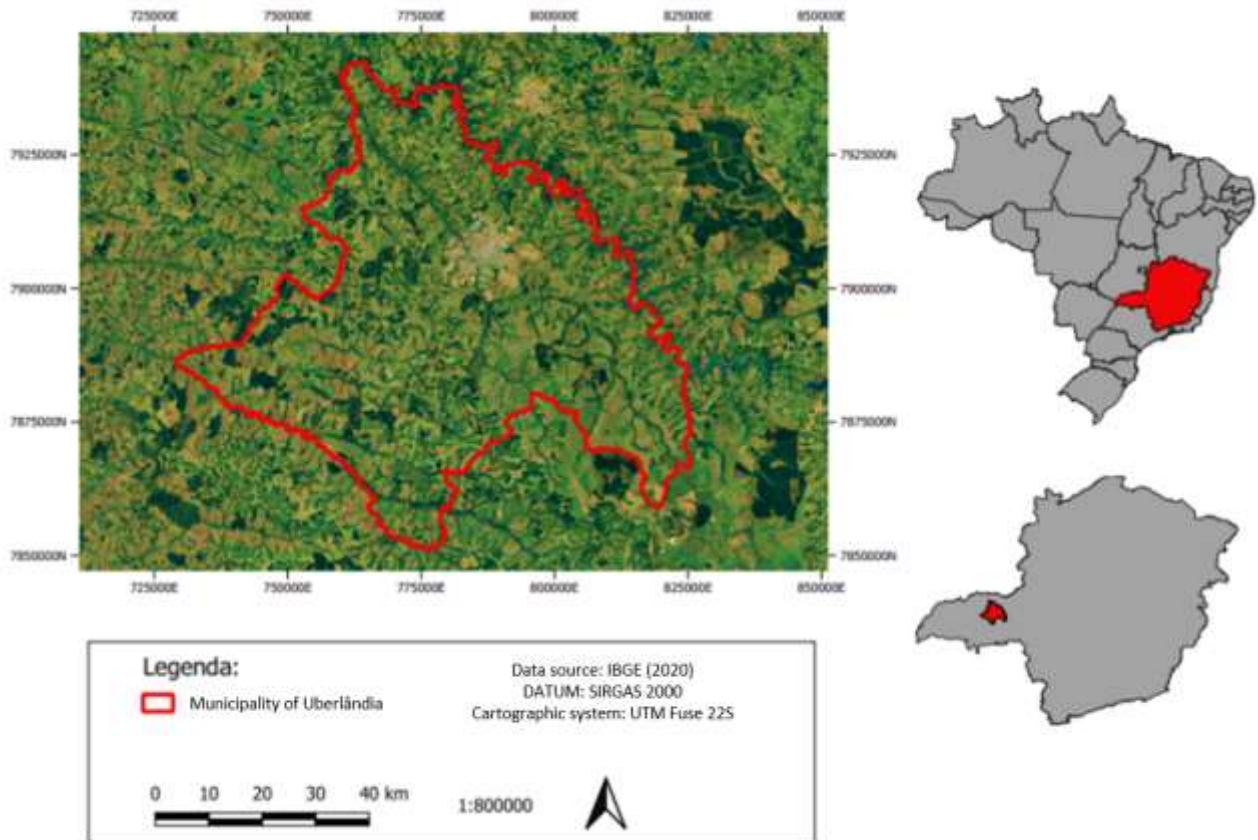 725000E 750000E 775000E 800000E 825000E 850000E
7925000N 7925000N
7900000N 7900000N
7875000N 7875000N
7850000N 7850000N
725000E 750000E 775000E 800000E 825000E 850000E
Legenda:
Municipality of Uberlândia
Data source: IBGE (2020)
DATUM: SIRGAS 2000
Cartographic system: UTM Fuse 22S
0 10 20 30 40 km
1:800000